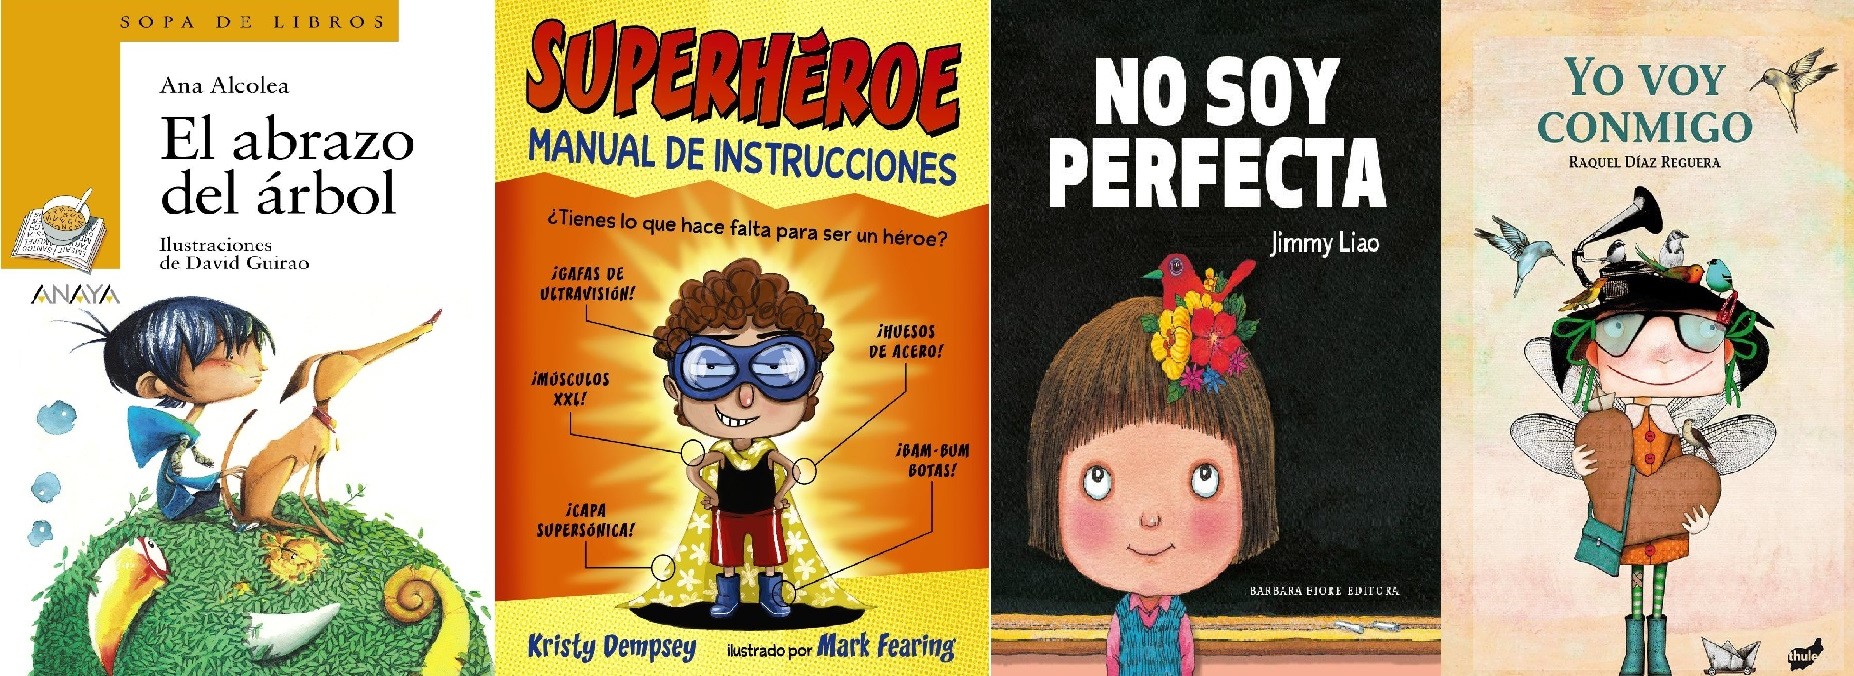 SOPA DE LIBROS
Ana Alcolea
El abrazo
del árbol
Ilustraciones
de David Guirao
ANAYA
SUPERHÉROE
MANUAL DE INSTRUCCIONES
¿Tienes lo que hace falta para ser un héroe?
¡GAFAS DE
ULTRAVISIÓN!
¡HUESOS
DE ACERO!
¡MÚSCULOS
XXL!
¡BAM-BUM
BOTAS!
¡CAPA
SUPERSÓNICA!
Kristy Dempsey
ilustrado por Mark Fearing
NO SOY
PERFECTA
Jimmy Liao
BARBARA FIORE EDITORA
YO VOY
CONMIGO
RAQUEL DÍAZ REGUERA
thule